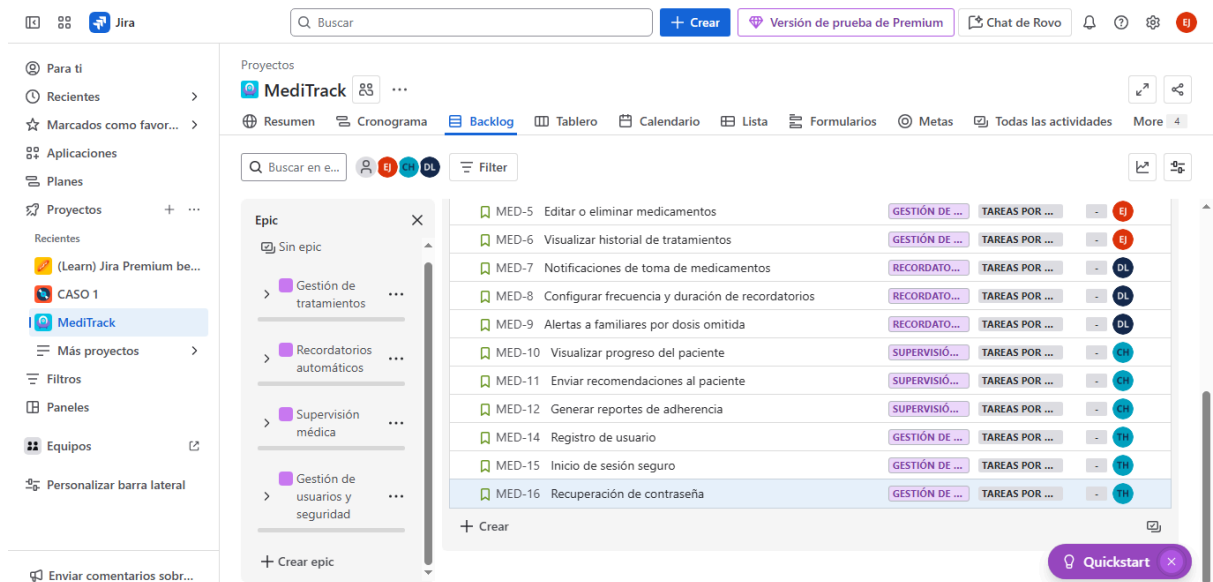 Jira
Buscar
Crear
Versión de prueba de Premium
Chat de Rovo
EJ
Para ti
Recientes
Marcados como favor...
Aplicaciones
Planes
Proyectos
Recientes
(Learn) Jira Premium be...
CASO 1
MediTrack
Más proyectos
Filtros
Paneles
Equipos
Personalizar barra lateral
Enviar comentarios sobr...
Proyectos
MediTrack
Resumen Cronograma Backlog Tablero Calendario Lista Formularios Metas Todas las actividades More 4
Buscar en e... EJ CH DL Filter
Epic
Sin epic
Gestión de
tratamientos
Recordatorios
automáticos
Supervisión
médica
Gestión de
usuarios y
seguridad
Crear epic
MED-5 Editar o eliminar medicamentos GESTIÓN DE ... TAREAS POR ... - EJ
MED-6 Visualizar historial de tratamientos GESTIÓN DE ... TAREAS POR ... - EJ
MED-7 Notificaciones de toma de medicamentos RECORDATO... TAREAS POR ... - DL
MED-8 Configurar frecuencia y duración de recordatorios RECORDATO... TAREAS POR ... - DL
MED-9 Alertas a familiares por dosis omitida RECORDATO... TAREAS POR ... - DL
MED-10 Visualizar progreso del paciente SUPERVISIÓ... TAREAS POR ... - CH
MED-11 Enviar recomendaciones al paciente SUPERVISIÓ... TAREAS POR ... - CH
MED-12 Generar reportes de adherencia SUPERVISIÓ... TAREAS POR ... - CH
MED-14 Registro de usuario GESTIÓN DE ... TAREAS POR ... - TH
MED-15 Inicio de sesión seguro GESTIÓN DE ... TAREAS POR ... - TH
MED-16 Recuperación de contraseña GESTIÓN DE ... TAREAS POR ... - TH
Crear
Quickstart